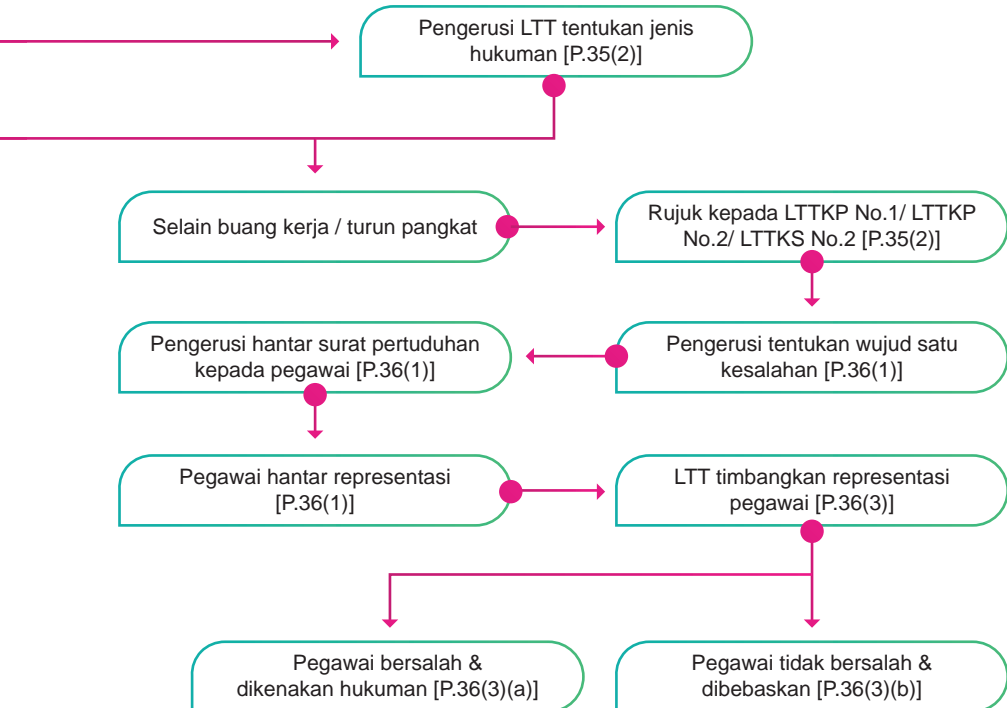 Pengerusi LTT tentukan jenis
hukuman [P.35(2)]
Selain buang kerja / turun pangkat
Rujuk kepada LTTKP No.1/ LTTKP
No.2/ LTTKS No.2 [P.35(2)]
Pengerusi hantar surat pertuduhan
kepada pegawai [P.36(1)]
Pengerusi tentukan wujud satu
kesalahan [P.36(1)]
Pegawai hantar representasi
[P.36(1)]
LTT timbangkan representasi
pegawai [P.36(3)]
Pegawai bersalah &
dikenakan hukuman [P.36(3)(a)]
Pegawai tidak bersalah &
dibebaskan [P.36(3)(b)]